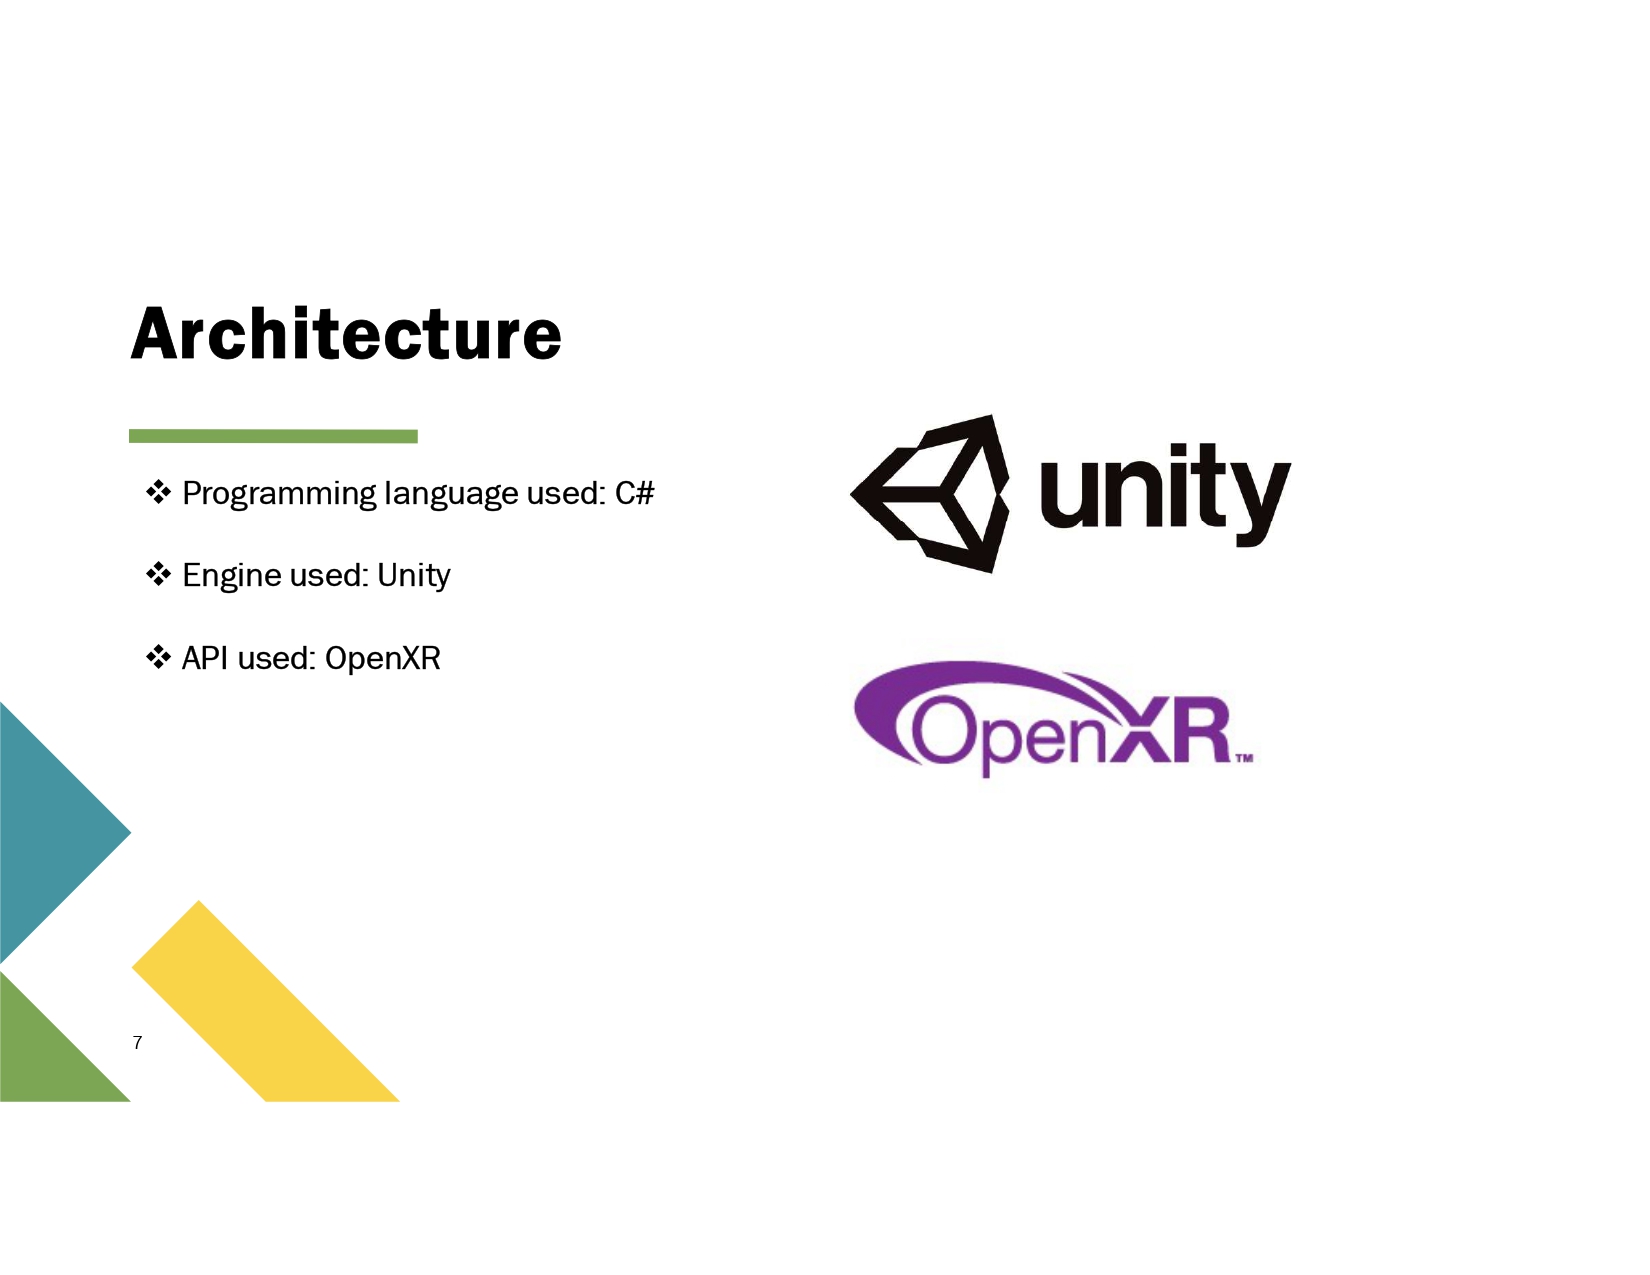 Architecture
❖ Programming language used: C#
❖ Engine used: Unity
❖ API used: OpenXR
unity
OpenXR™
7